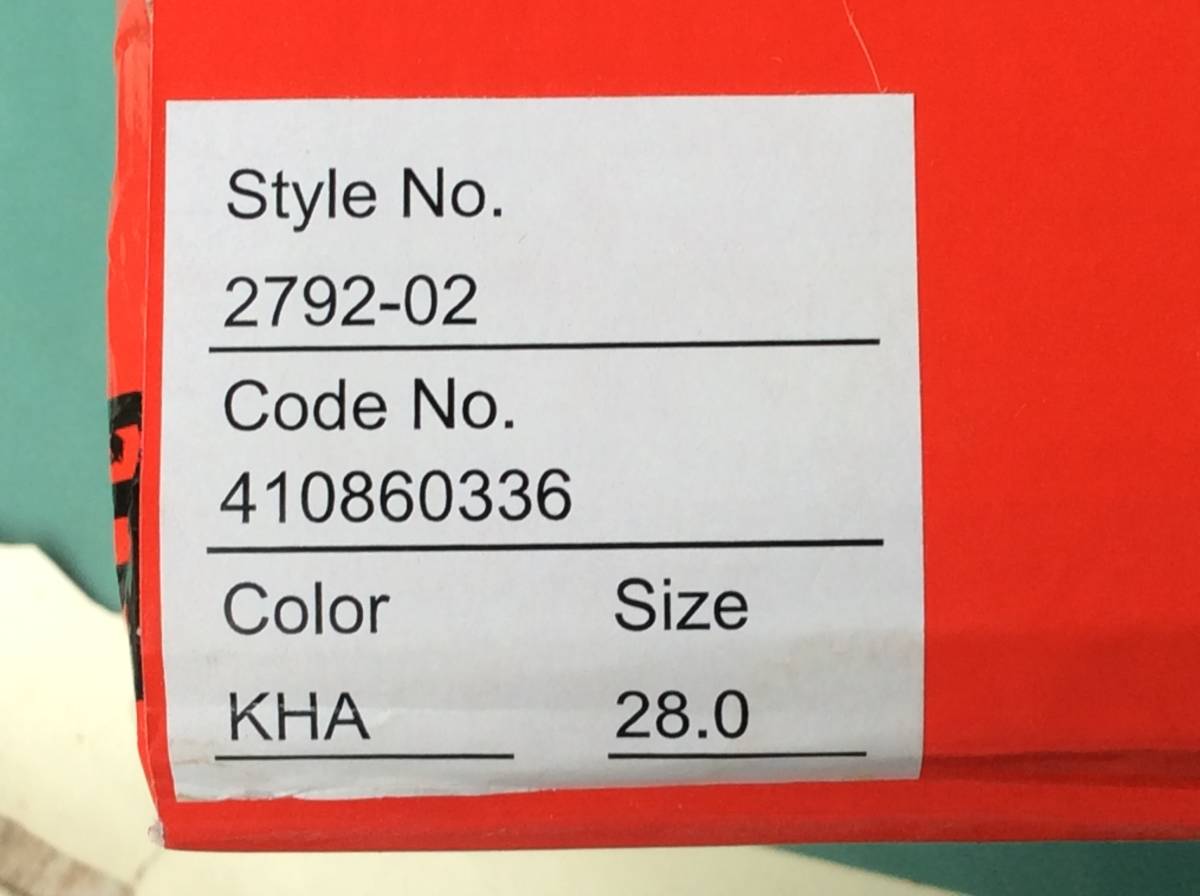 Style No.
2792-02
Code No.
410860336
Color Size
KHA 28.0